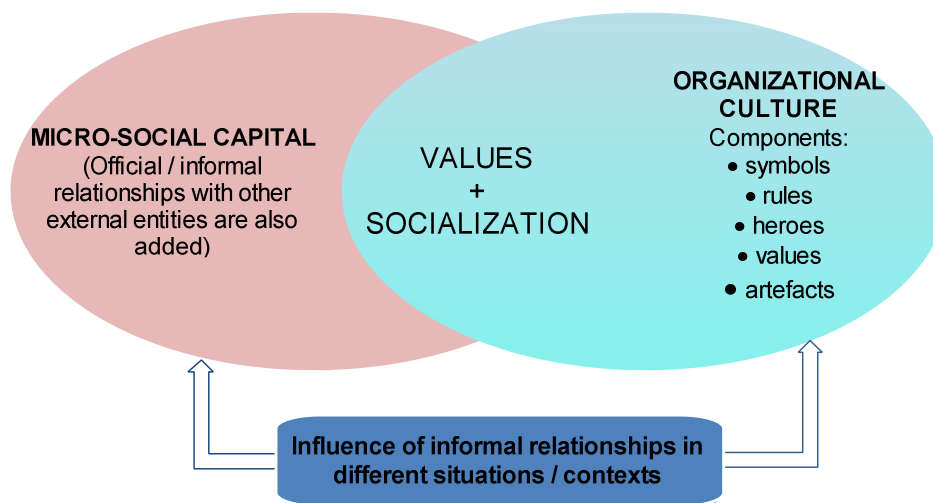 MICRO-SOCIAL CAPITAL
(Official / informal
relationships with other
external entities are also
added)
VALUES
+
SOCIALIZATION
ORGANIZATIONAL
CULTURE
Components:
• symbols
• rules
• heroes
• values
• artefacts
Influence of informal relationships in
different situations / contexts